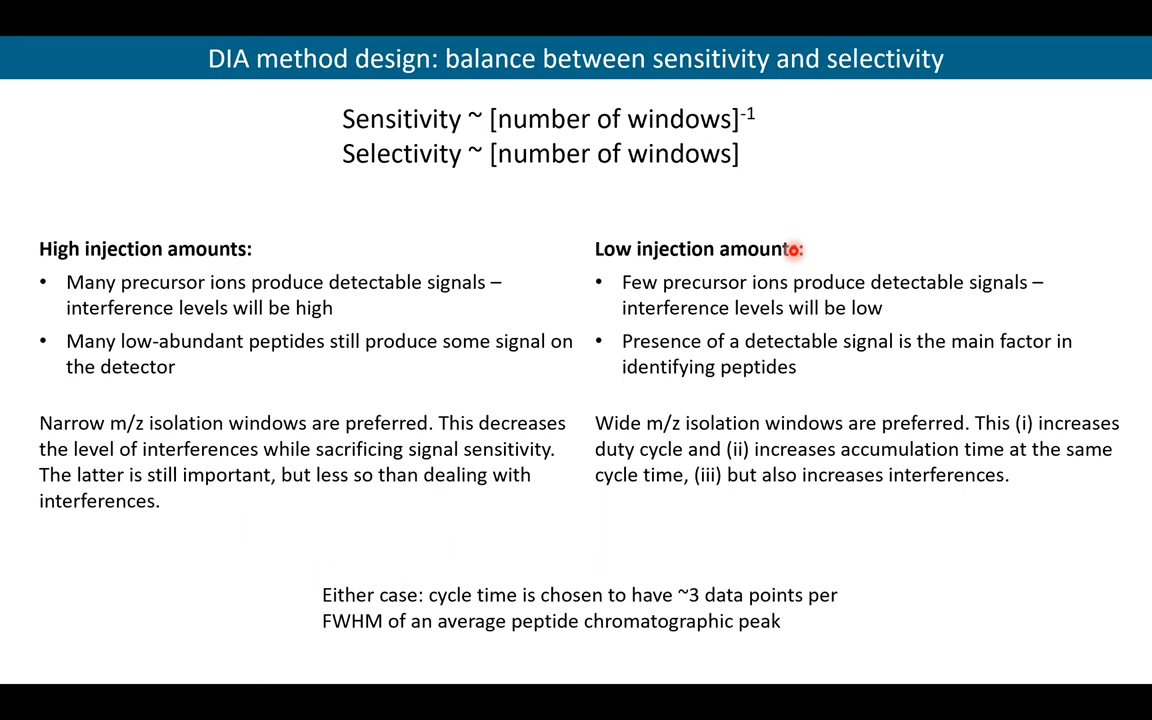 DIA method design: balance between sensitivity and selectivity
Sensitivity ~ [number of windows]-1
Selectivity ~ [number of windows]
High injection amounts:
• Many precursor ions produce detectable signals –
interference levels will be high
• Many low-abundant peptides still produce some signal on
the detector
Narrow m/z isolation windows are preferred. This decreases
the level of interferences while sacrificing signal sensitivity.
The latter is still important, but less so than dealing with
interferences.
Low injection amounts:
• Few precursor ions produce detectable signals –
interference levels will be low
• Presence of a detectable signal is the main factor in
identifying peptides
Wide m/z isolation windows are preferred. This (i) increases
duty cycle and (ii) increases accumulation time at the same
cycle time, (iii) but also increases interferences.
Either case: cycle time is chosen to have ~3 data points per
FWHM of an average peptide chromatographic peak